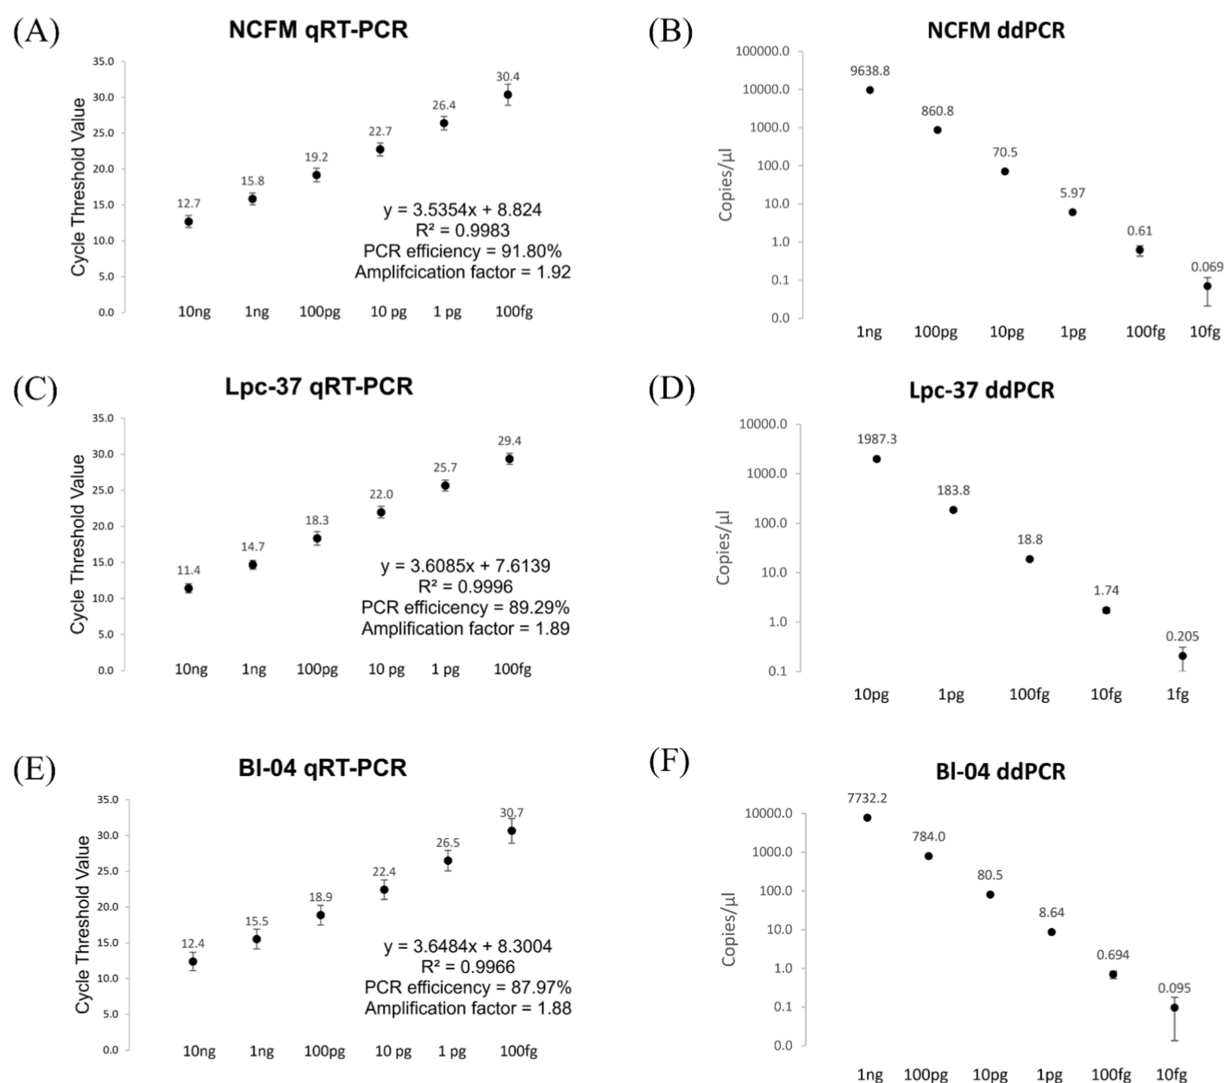 (A)
NCFM qRT-PCR
Cycle Threshold Value
35.0
30.0
25.0
20.0
15.0
10.0
5.0
0.0
12.7
15.8
19.2
22.7
26.4
30.4
y = 3.5354x + 8.824
R² = 0.9983
PCR efficiency = 91.80%
Amplifcication factor = 1.92
10ng 1ng 100pg 10 pg 1 pg 100fg
(B)
NCFM ddPCR
Copies/µl
100000.0
10000.0
1000.0
100.0
10.0
1.0
0.1
0.0
9638.8
860.8
70.5
5.97
0.61
0.069
1ng 100pg 10pg 1pg 100fg 10fg
(C)
Lpc-37 qRT-PCR
Cycle Threshold Value
35.0
30.0
25.0
20.0
15.0
10.0
5.0
0.0
11.4
14.7
18.3
22.0
25.7
29.4
y = 3.6085x + 7.6139
R² = 0.9996
PCR efficicency = 89.29%
Amplification factor = 1.89
10ng 1ng 100pg 10 pg 1 pg 100fg
(D)
Lpc-37 ddPCR
Copies/µl
10000.0
1000.0
100.0
10.0
1.0
0.1
1987.3
183.8
18.8
1.74
0.205
10pg 1pg 100fg 10fg 1fg
(E)
Bl-04 qRT-PCR
Cycle Threshold Value
35.0
30.0
25.0
20.0
15.0
10.0
5.0
0.0
12.4
15.5
18.9
22.4
26.5
30.7
y = 3.6484x + 8.3004
R² = 0.9966
PCR efficicency = 87.97%
Amplification factor = 1.88
10ng 1ng 100pg 10 pg 1 pg 100fg
(F)
Bl-04 ddPCR
Copies/µl
10000.0
1000.0
100.0
10.0
1.0
0.1
0.0
7732.2
784.0
80.5
8.64
0.694
0.095
1ng 100pg 10pg 1pg 100fg 10fg